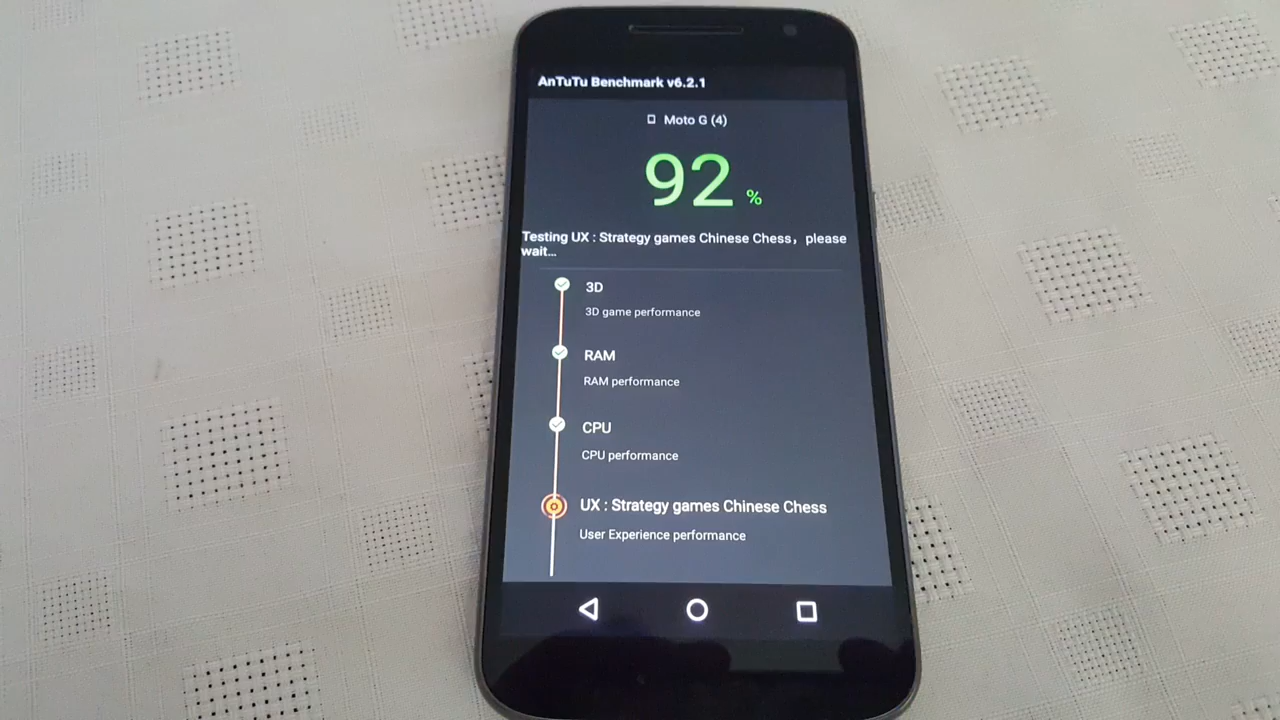 AnTuTu Benchmark v6.2.1
Moto G (4)
92 %
Testing UX : Strategy games Chinese Chess，please
wait...
3D
3D game performance
RAM
RAM performance
CPU
CPU performance
UX : Strategy games Chinese Chess
User Experience performance